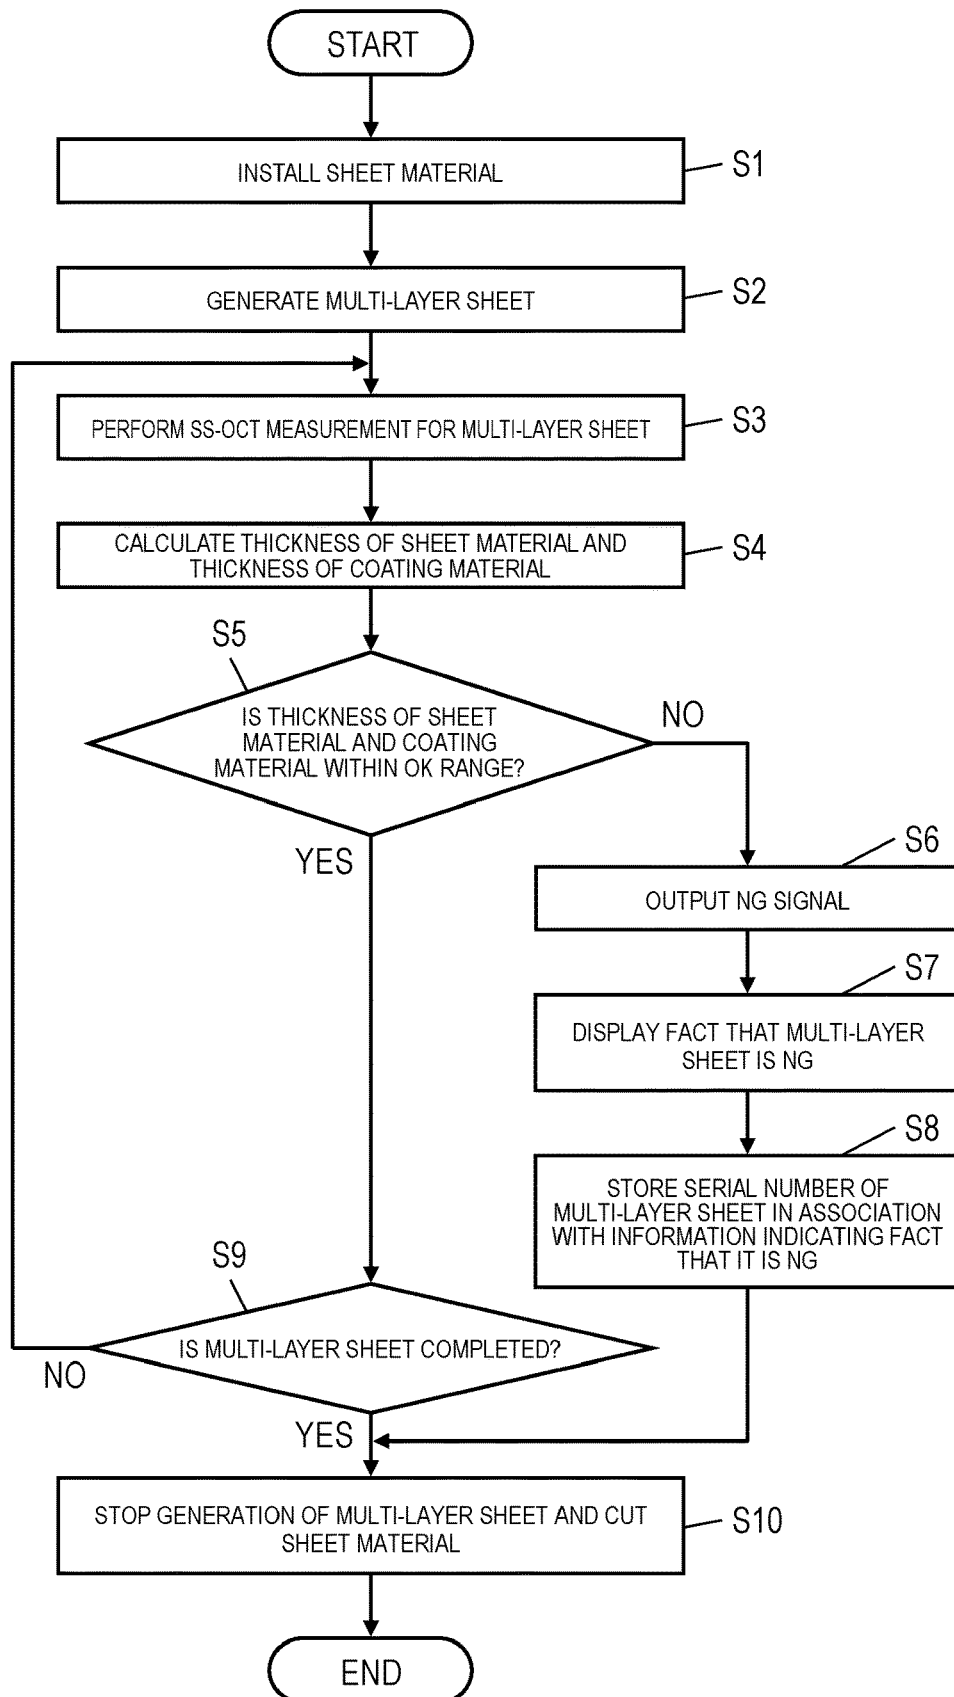 START
INSTALL SHEET MATERIAL
S1
GENERATE MULTI-LAYER SHEET
S2
PERFORM SS-OCT MEASUREMENT FOR MULTI-LAYER SHEET
S3
CALCULATE THICKNESS OF SHEET MATERIAL AND
THICKNESS OF COATING MATERIAL
S4
S5
IS THICKNESS OF SHEET
MATERIAL AND COATING
MATERIAL WITHIN OK RANGE?
NO
YES
S6
OUTPUT NG SIGNAL
S7
DISPLAY FACT THAT MULTI-LAYER
SHEET IS NG
S8
STORE SERIAL NUMBER OF
MULTI-LAYER SHEET IN ASSOCIATION
WITH INFORMATION INDICATING FACT
THAT IT IS NG
S9
IS MULTI-LAYER SHEET COMPLETED?
NO
YES
STOP GENERATION OF MULTI-LAYER SHEET AND CUT
SHEET MATERIAL
S10
END